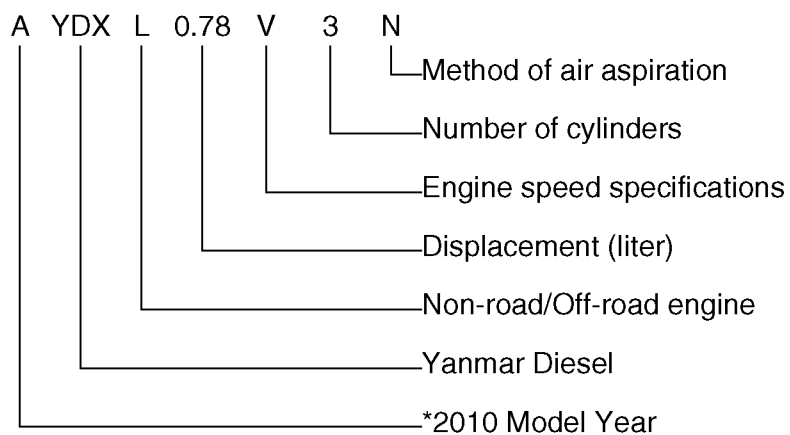 A YDX L 0.78 V 3 N
Method of air aspiration
Number of cylinders
Engine speed specifications
Displacement (liter)
Non-road/Off-road engine
Yanmar Diesel
*2010 Model Year